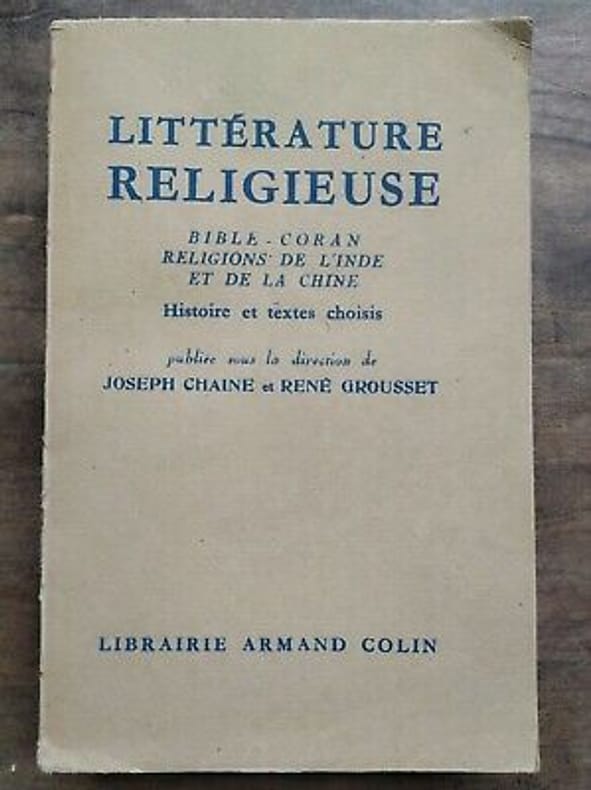 LITTÉRATURE
RELIGIEUSE
BIBLE - CORAN
RELIGIONS DE L'INDE
ET DE LA CHINE
Histoire et textes choisis
publiée sous la direction de
JOSEPH CHAINE et RENÉ GROUSSET
LIBRAIRIE ARMAND COLIN